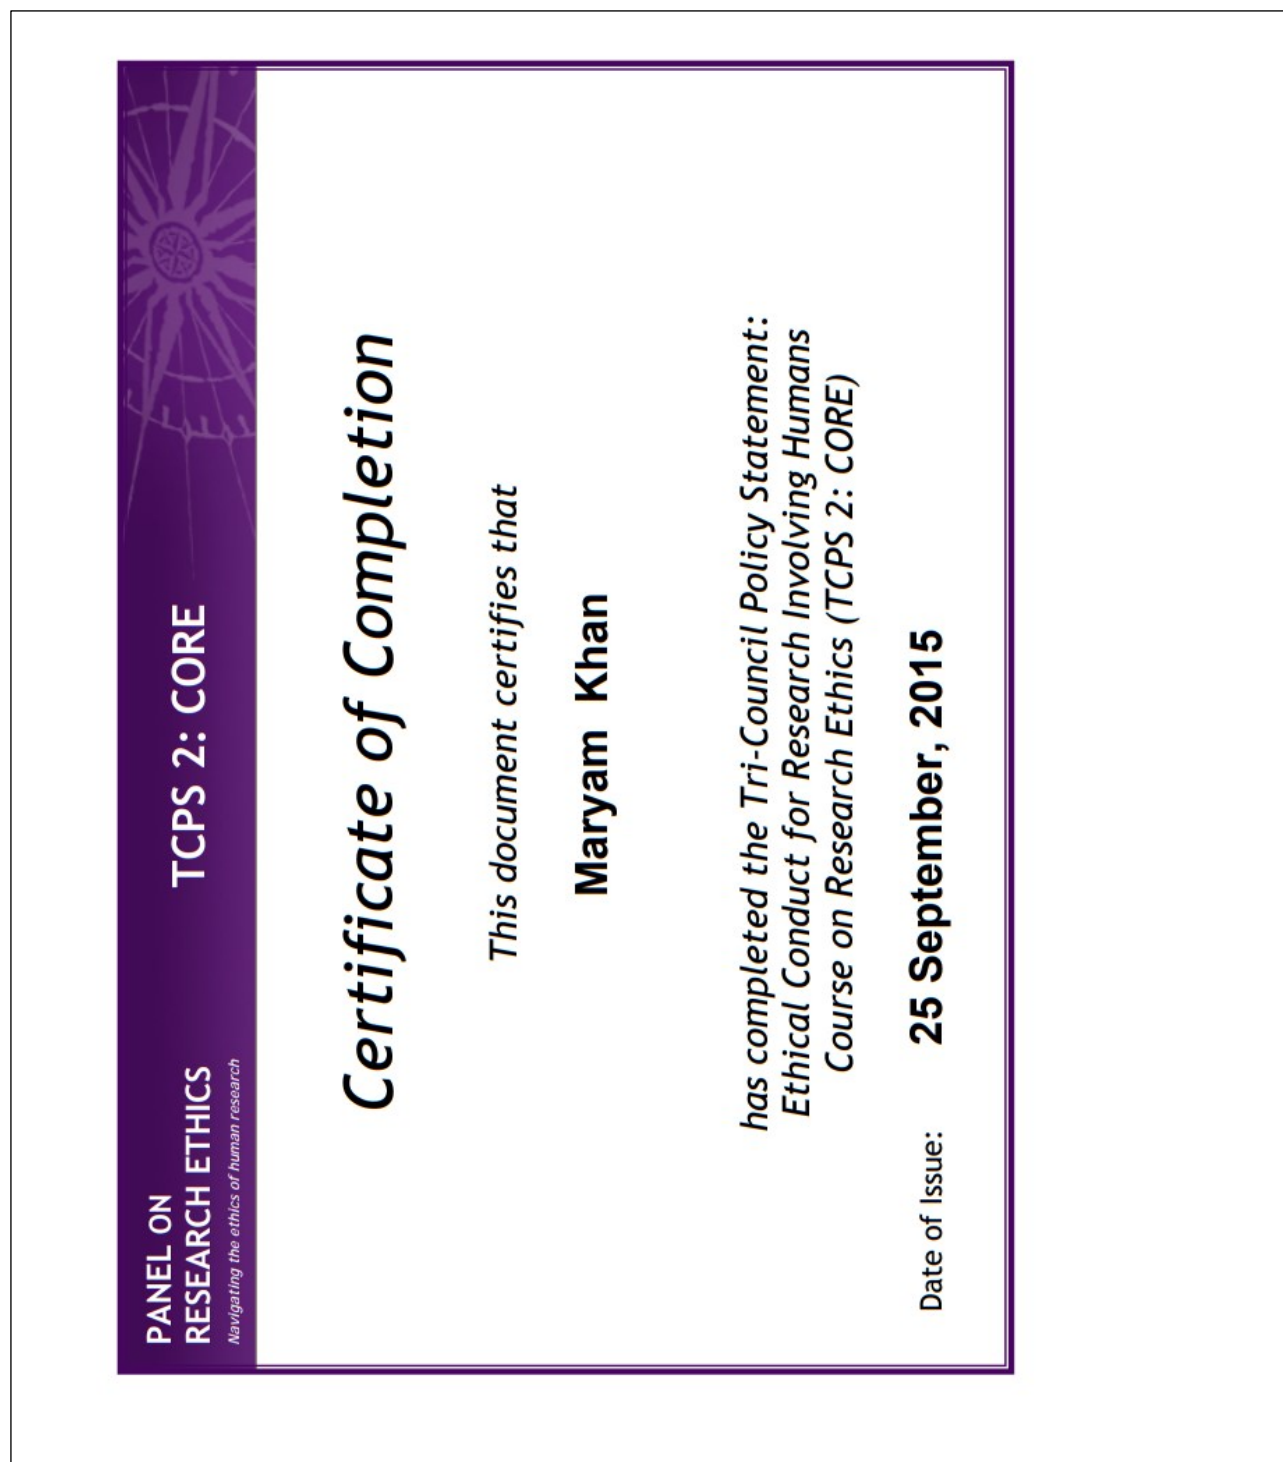 PANEL ON
RESEARCH ETHICS
Navigating the ethics of human research
TCPS 2: CORE
Certificate of Completion
This document certifies that
Maryam Khan
has completed the Tri-Council Policy Statement:
Ethical Conduct for Research Involving Humans
Course on Research Ethics (TCPS 2: CORE)
Date of Issue: 25 September, 2015